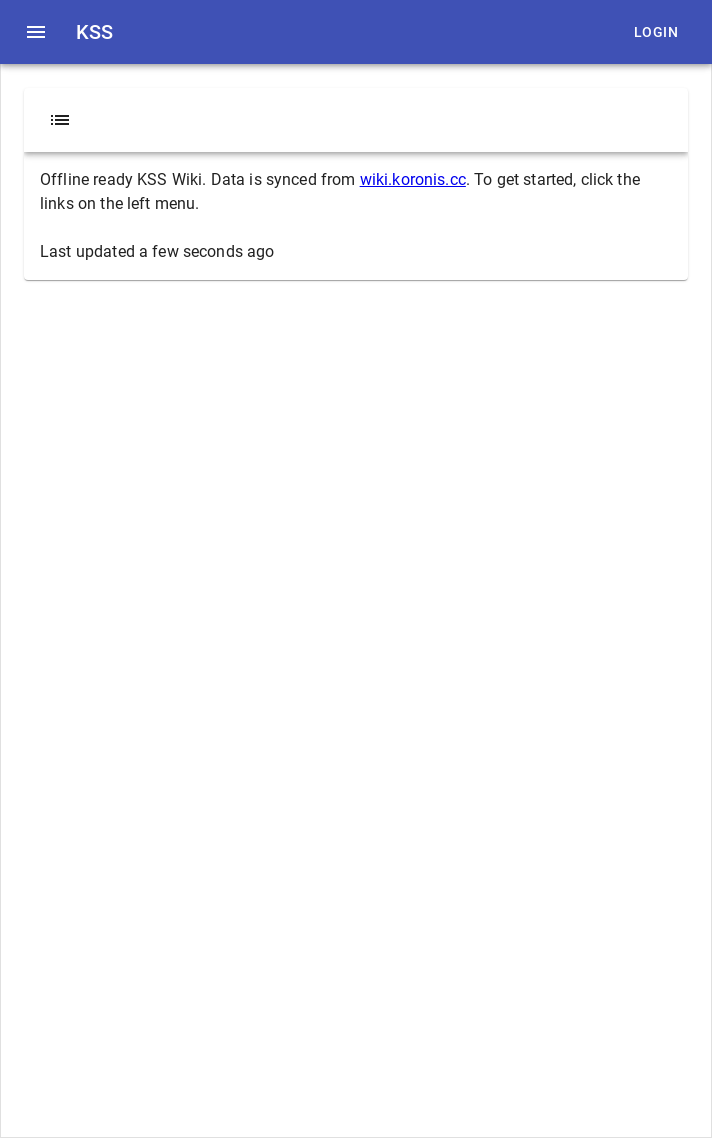 KSS
LOGIN
Offline ready KSS Wiki. Data is synced from wiki.koronis.cc. To get started, click the
links on the left menu.
Last updated a few seconds ago